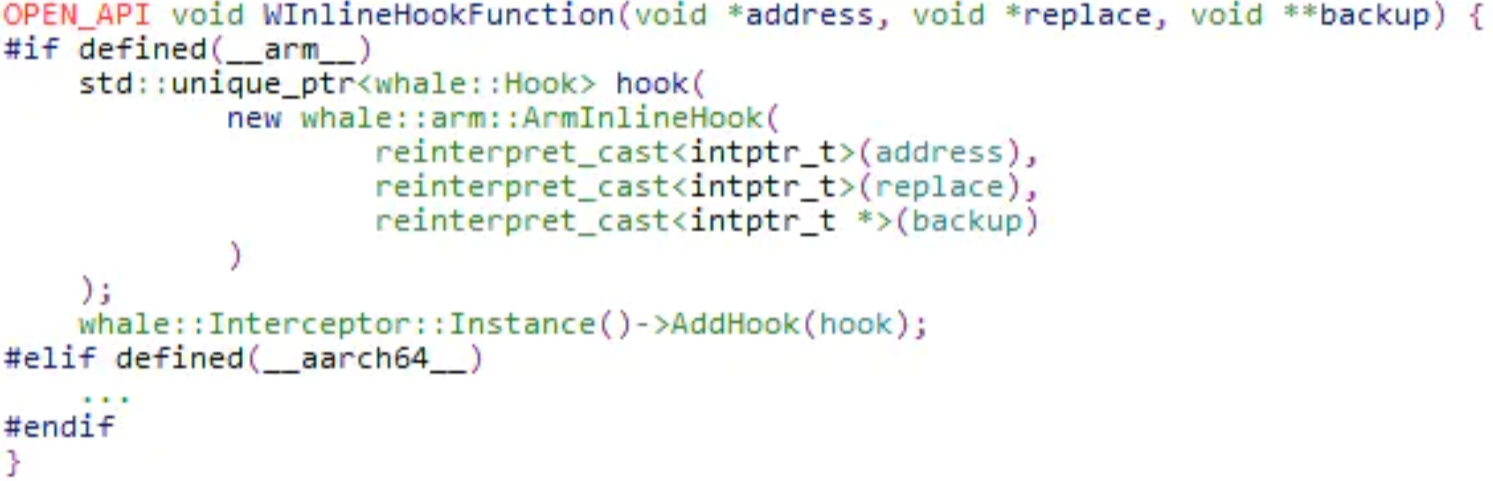 OPEN_API void WInlineHookFunction(void *address, void *replace, void **backup) {
#if defined(__arm__)
    std::unique_ptr<whale::Hook> hook(
            new whale::arm::ArmInlineHook(
                    reinterpret_cast<intptr_t>(address),
                    reinterpret_cast<intptr_t>(replace),
                    reinterpret_cast<intptr_t *>(backup)
            )
    );
    whale::Interceptor::Instance()->AddHook(hook);
#elif defined(__aarch64__)
    ...
#endif
}